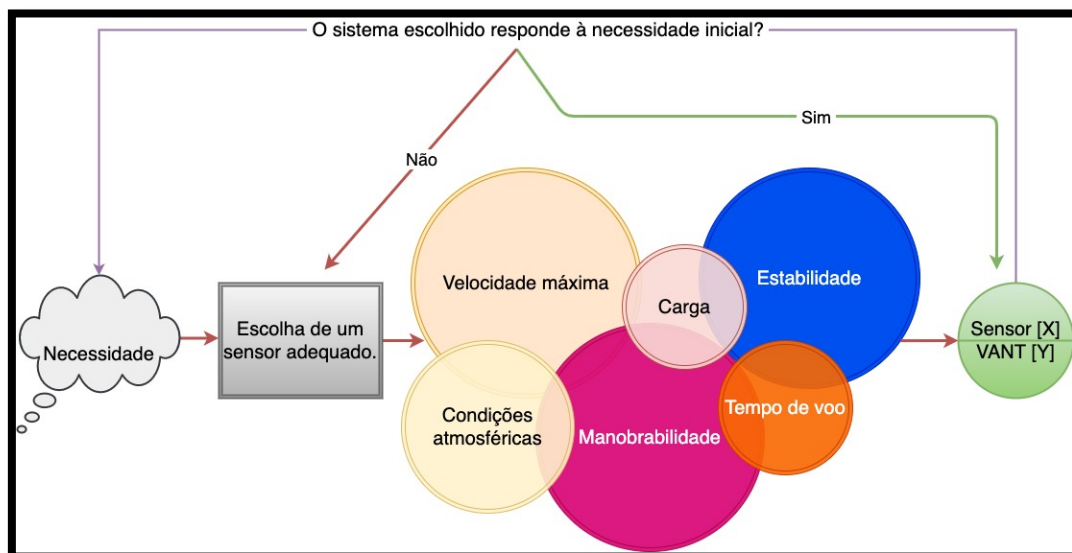 O sistema escolhido responde à necessidade inicial?
Sim
Não
Velocidade máxima
Estabilidade
Carga
Necessidade
Escolha de um
sensor adequado.
Sensor [X]
VANT [Y]
Condições
atmosféricas
Manobrabilidade
Tempo de voo